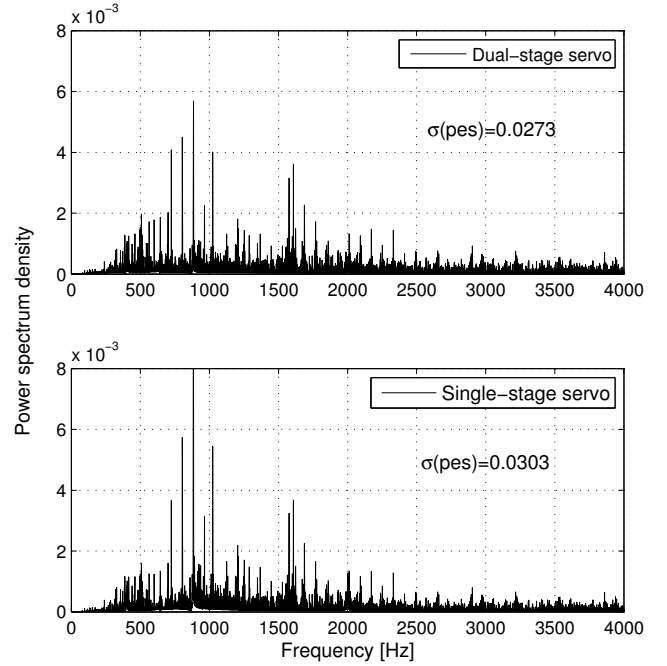 x 10⁻³
8
6
4
2
0
Dual−stage servo
σ(pes)=0.0273
0 500 1000 1500 2000 2500 3000 3500 4000
Power spectrum density
x 10⁻³
8
6
4
2
0
Single−stage servo
σ(pes)=0.0303
0 500 1000 1500 2000 2500 3000 3500 4000
Frequency [Hz]